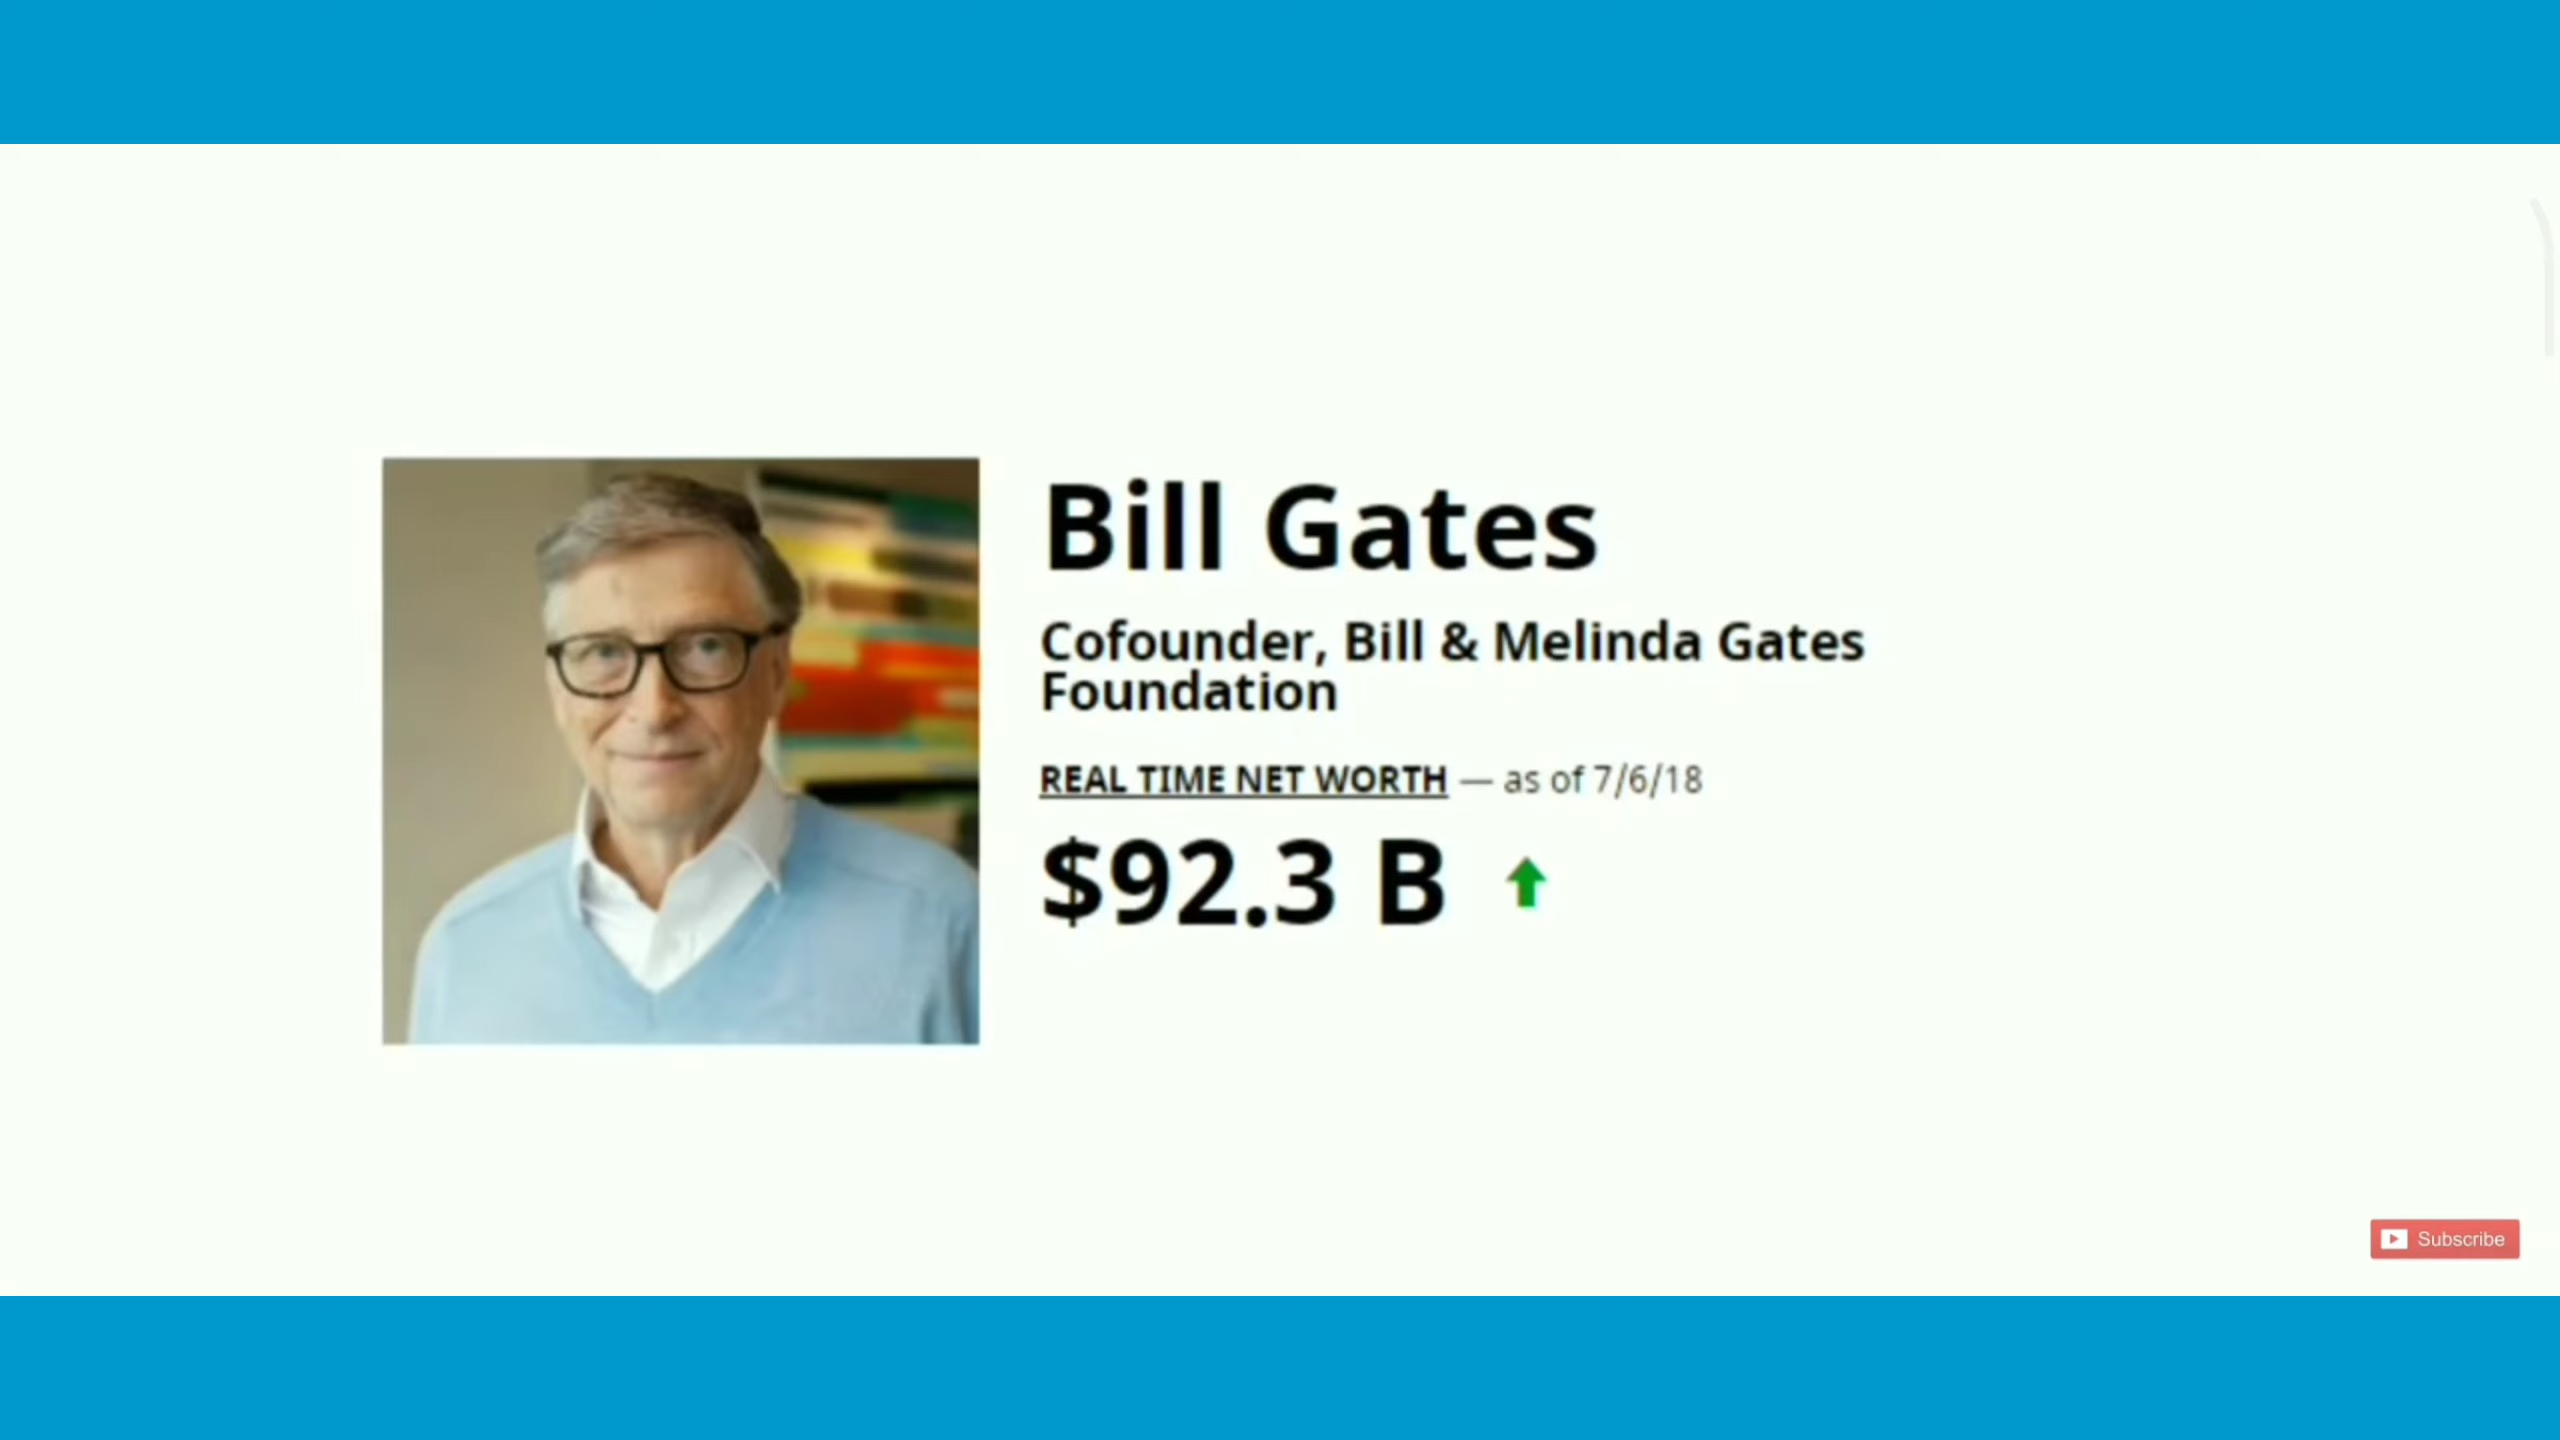 Bill Gates
Cofounder, Bill & Melinda Gates
Foundation
REAL TIME NET WORTH — as of 7/6/18
$92.3 B
Subscribe